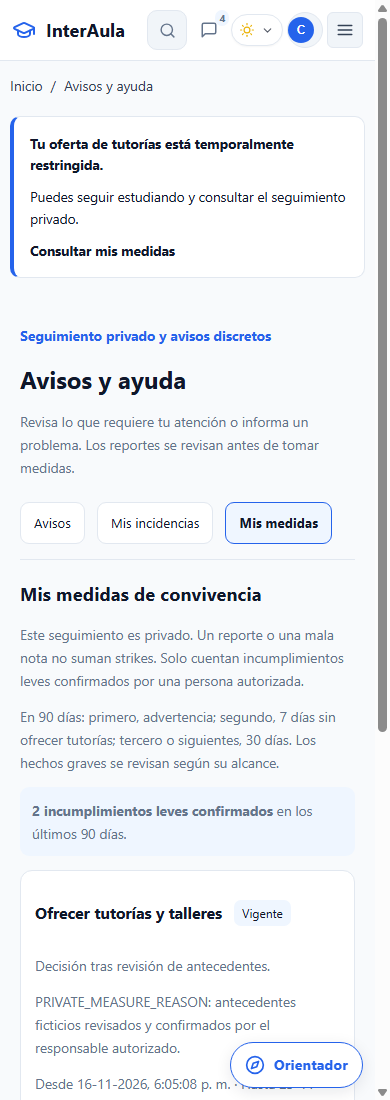 InterAula
4
C
Inicio / Avisos y ayuda
Tu oferta de tutorías está temporalmente
restringida.
Puedes seguir estudiando y consultar el seguimiento
privado.
Consultar mis medidas
Seguimiento privado y avisos discretos
Avisos y ayuda
Revisa lo que requiere tu atención o informa un
problema. Los reportes se revisan antes de tomar
medidas.
Avisos
Mis incidencias
Mis medidas
Mis medidas de convivencia
Este seguimiento es privado. Un reporte o una mala
nota no suman strikes. Solo cuentan incumplimientos
leves confirmados por una persona autorizada.
En 90 días: primero, advertencia; segundo, 7 días sin
ofrecer tutorías; tercero o siguientes, 30 días. Los
hechos graves se revisan según su alcance.
2 incumplimientos leves confirmados en los
últimos 90 días.
Ofrecer tutorías y talleres Vigente
Decisión tras revisión de antecedentes.
PRIVATE_MEASURE_REASON: antecedentes
ficticios revisados y confirmados por el
responsable autorizado.
Orientador
Desde 16-11-2026, 6:05:08 p. m. ·